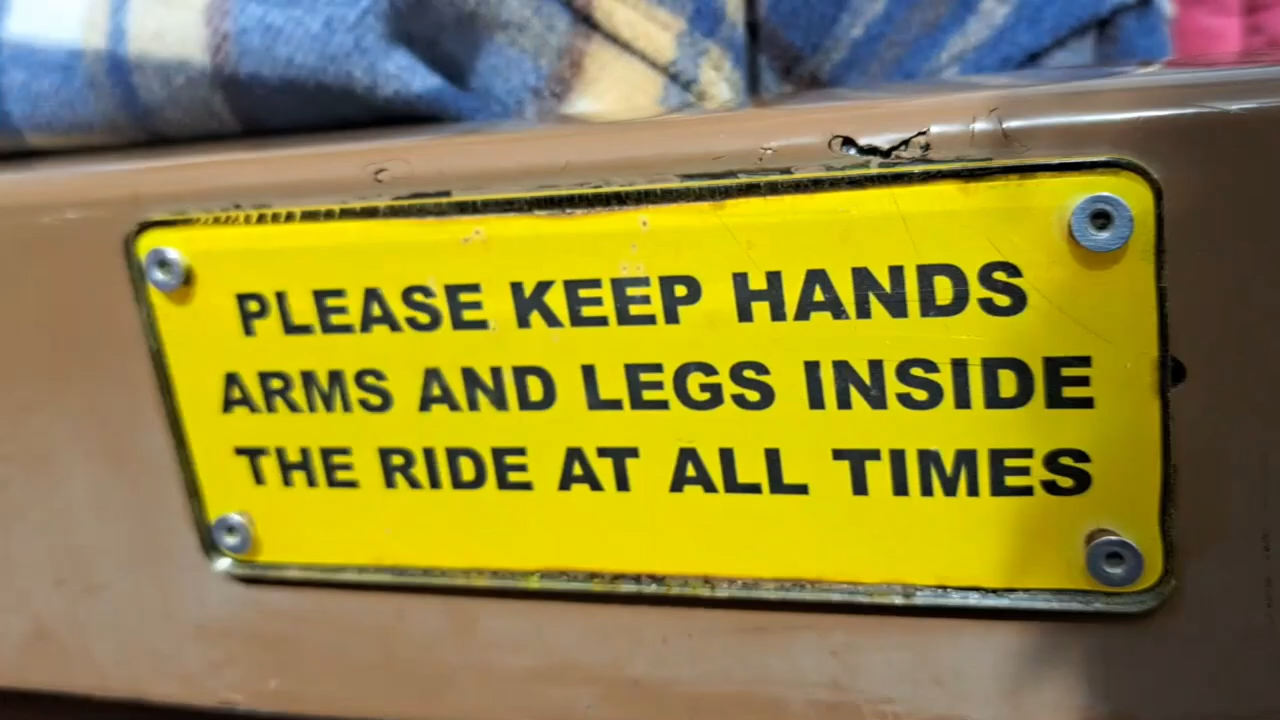 PLEASE KEEP HANDS
ARMS AND LEGS INSIDE
THE RIDE AT ALL TIMES